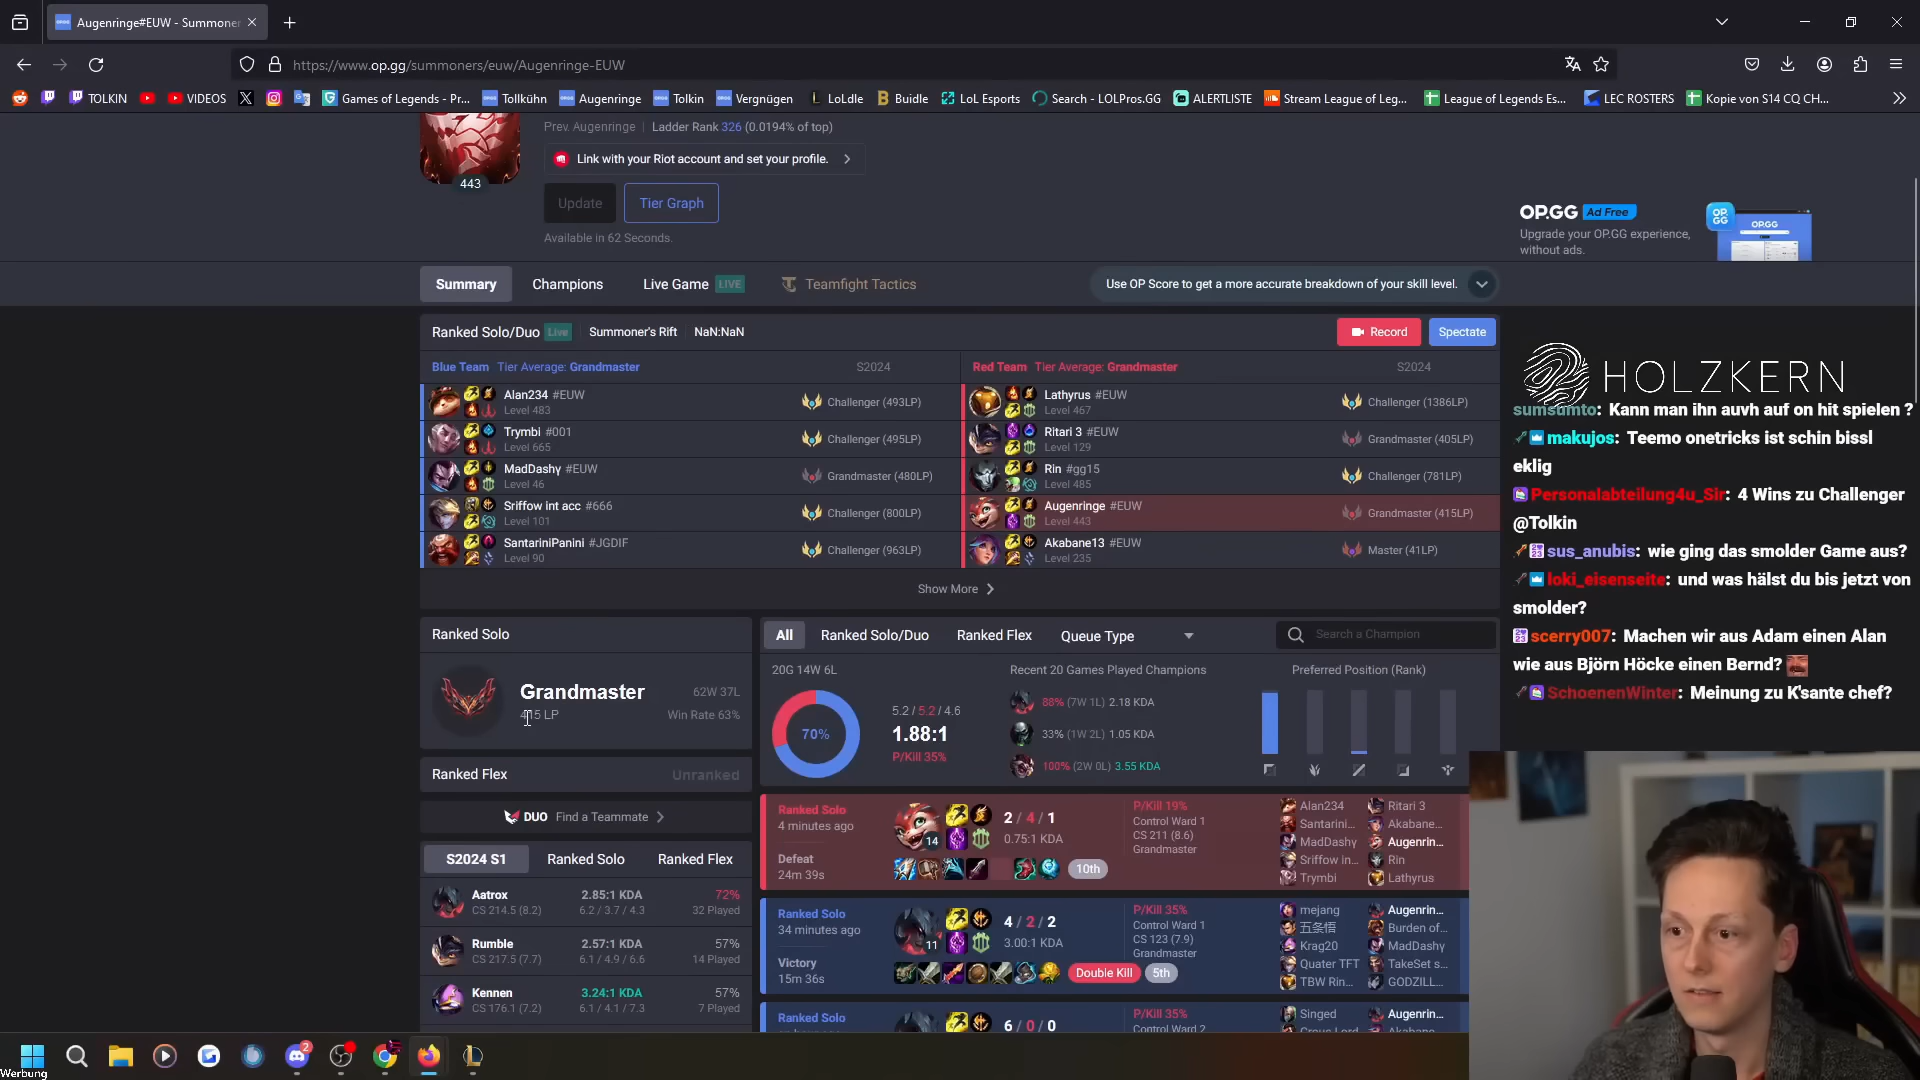 Augenringe#EUW - Summoner
https://www.op.gg/summoners/euw/Augenringe-EUW
TOLKIN
VIDEOS
Games of Legends - Pr...
Tollkühn
Augenringe
Tolkin
Vergnügen
LoLdle
Buidle
LoL Esports
Search - LOLPros.GG
ALERTLISTE
Stream League of Leg...
League of Legends Es...
LEC ROSTERS
Kopie von S14 CQ CH...
443
Prev. Augenringe | Ladder Rank 326 (0.0194% of top)
Link with your Riot account and set your profile.
Update
Tier Graph
Available in 62 Seconds.
OP.GG Ad Free
Upgrade your OP.GG experience,
without ads.
Summary
Champions
Live Game LIVE
Teamfight Tactics
Use OP Score to get a more accurate breakdown of your skill level.
Ranked Solo/Duo Live Summoner's Rift NaN:NaN
Record
Spectate
Blue Team Tier Average: Grandmaster S2024
Alan234 #EUW
Level 483
Challenger (493LP)
Trymbi #001
Level 665
Challenger (495LP)
MadDashy #EUW
Level 46
Grandmaster (480LP)
Sriffow int acc #666
Level 101
Challenger (800LP)
SantariniPanini #JGDIF
Level 90
Challenger (963LP)
Red Team Tier Average: Grandmaster S2024
Lathyrus #EUW
Level 467
Challenger (1386LP)
Ritari 3 #EUW
Level 129
Grandmaster (405LP)
Rin #gg15
Level 485
Challenger (781LP)
Augenringe #EUW
Level 443
Grandmaster (415LP)
Akabane13 #EUW
Level 235
Master (41LP)
Show More
HOLZKERN
sumsumto: Kann man ihn auvh auf on hit spielen ?
makujos: Teemo onetricks ist schin bissl
eklig
Personalabteilung4u_Sir: 4 Wins zu Challenger
@Tolkin
sus_anubis: wie ging das smolder Game aus?
loki_eisenseite: und was hälst du bis jetzt von
smolder?
scerry007: Machen wir aus Adam einen Alan
wie aus Björn Höcke einen Bernd?
SchoenenWinter: Meinung zu K'sante chef?
Ranked Solo
Grandmaster
415 LP
62W 37L
Win Rate 63%
Ranked Flex
Unranked
DUO Find a Teammate
S2024 S1
Ranked Solo
Ranked Flex
Aatrox
CS 214.5 (8.2)
2.85:1 KDA
6.2 / 3.7 / 4.3
72%
32 Played
Rumble
CS 217.5 (7.7)
2.57:1 KDA
6.1 / 4.9 / 6.6
57%
14 Played
Kennen
CS 176.1 (7.2)
3.24:1 KDA
6.1 / 4.1 / 7.3
57%
7 Played
All
Ranked Solo/Duo
Ranked Flex
Queue Type
Search a Champion
20G 14W 6L
70%
5.2 / 5.2 / 4.6
1.88:1
P/Kill 35%
Recent 20 Games Played Champions
88% (7W 1L) 2.18 KDA
33% (1W 2L) 1.05 KDA
100% (2W 0L) 3.55 KDA
Preferred Position (Rank)
Ranked Solo
4 minutes ago
Defeat
24m 39s
14
2 / 4 / 1
0.75:1 KDA
10th
P/Kill 19%
Control Ward 1
CS 211 (8.6)
Grandmaster
Alan234
Santarini...
MadDashy
Sriffow in...
Trymbi
Ritari 3
Akabane...
Augenrin...
Rin
Lathyrus
Ranked Solo
34 minutes ago
Victory
15m 36s
11
4 / 2 / 2
3.00:1 KDA
Double Kill
5th
P/Kill 35%
Control Ward 1
CS 123 (7.9)
Grandmaster
mejang
五条悟
Krag20
Quater TFT
TBW Rin...
Augenrin...
Burden of...
MadDashy
TakeSet s...
GODZILL...
Ranked Solo
6 / 0 / 0
P/Kill 35%
Control Ward 2
Singed
Augenrin...
2
Werbung